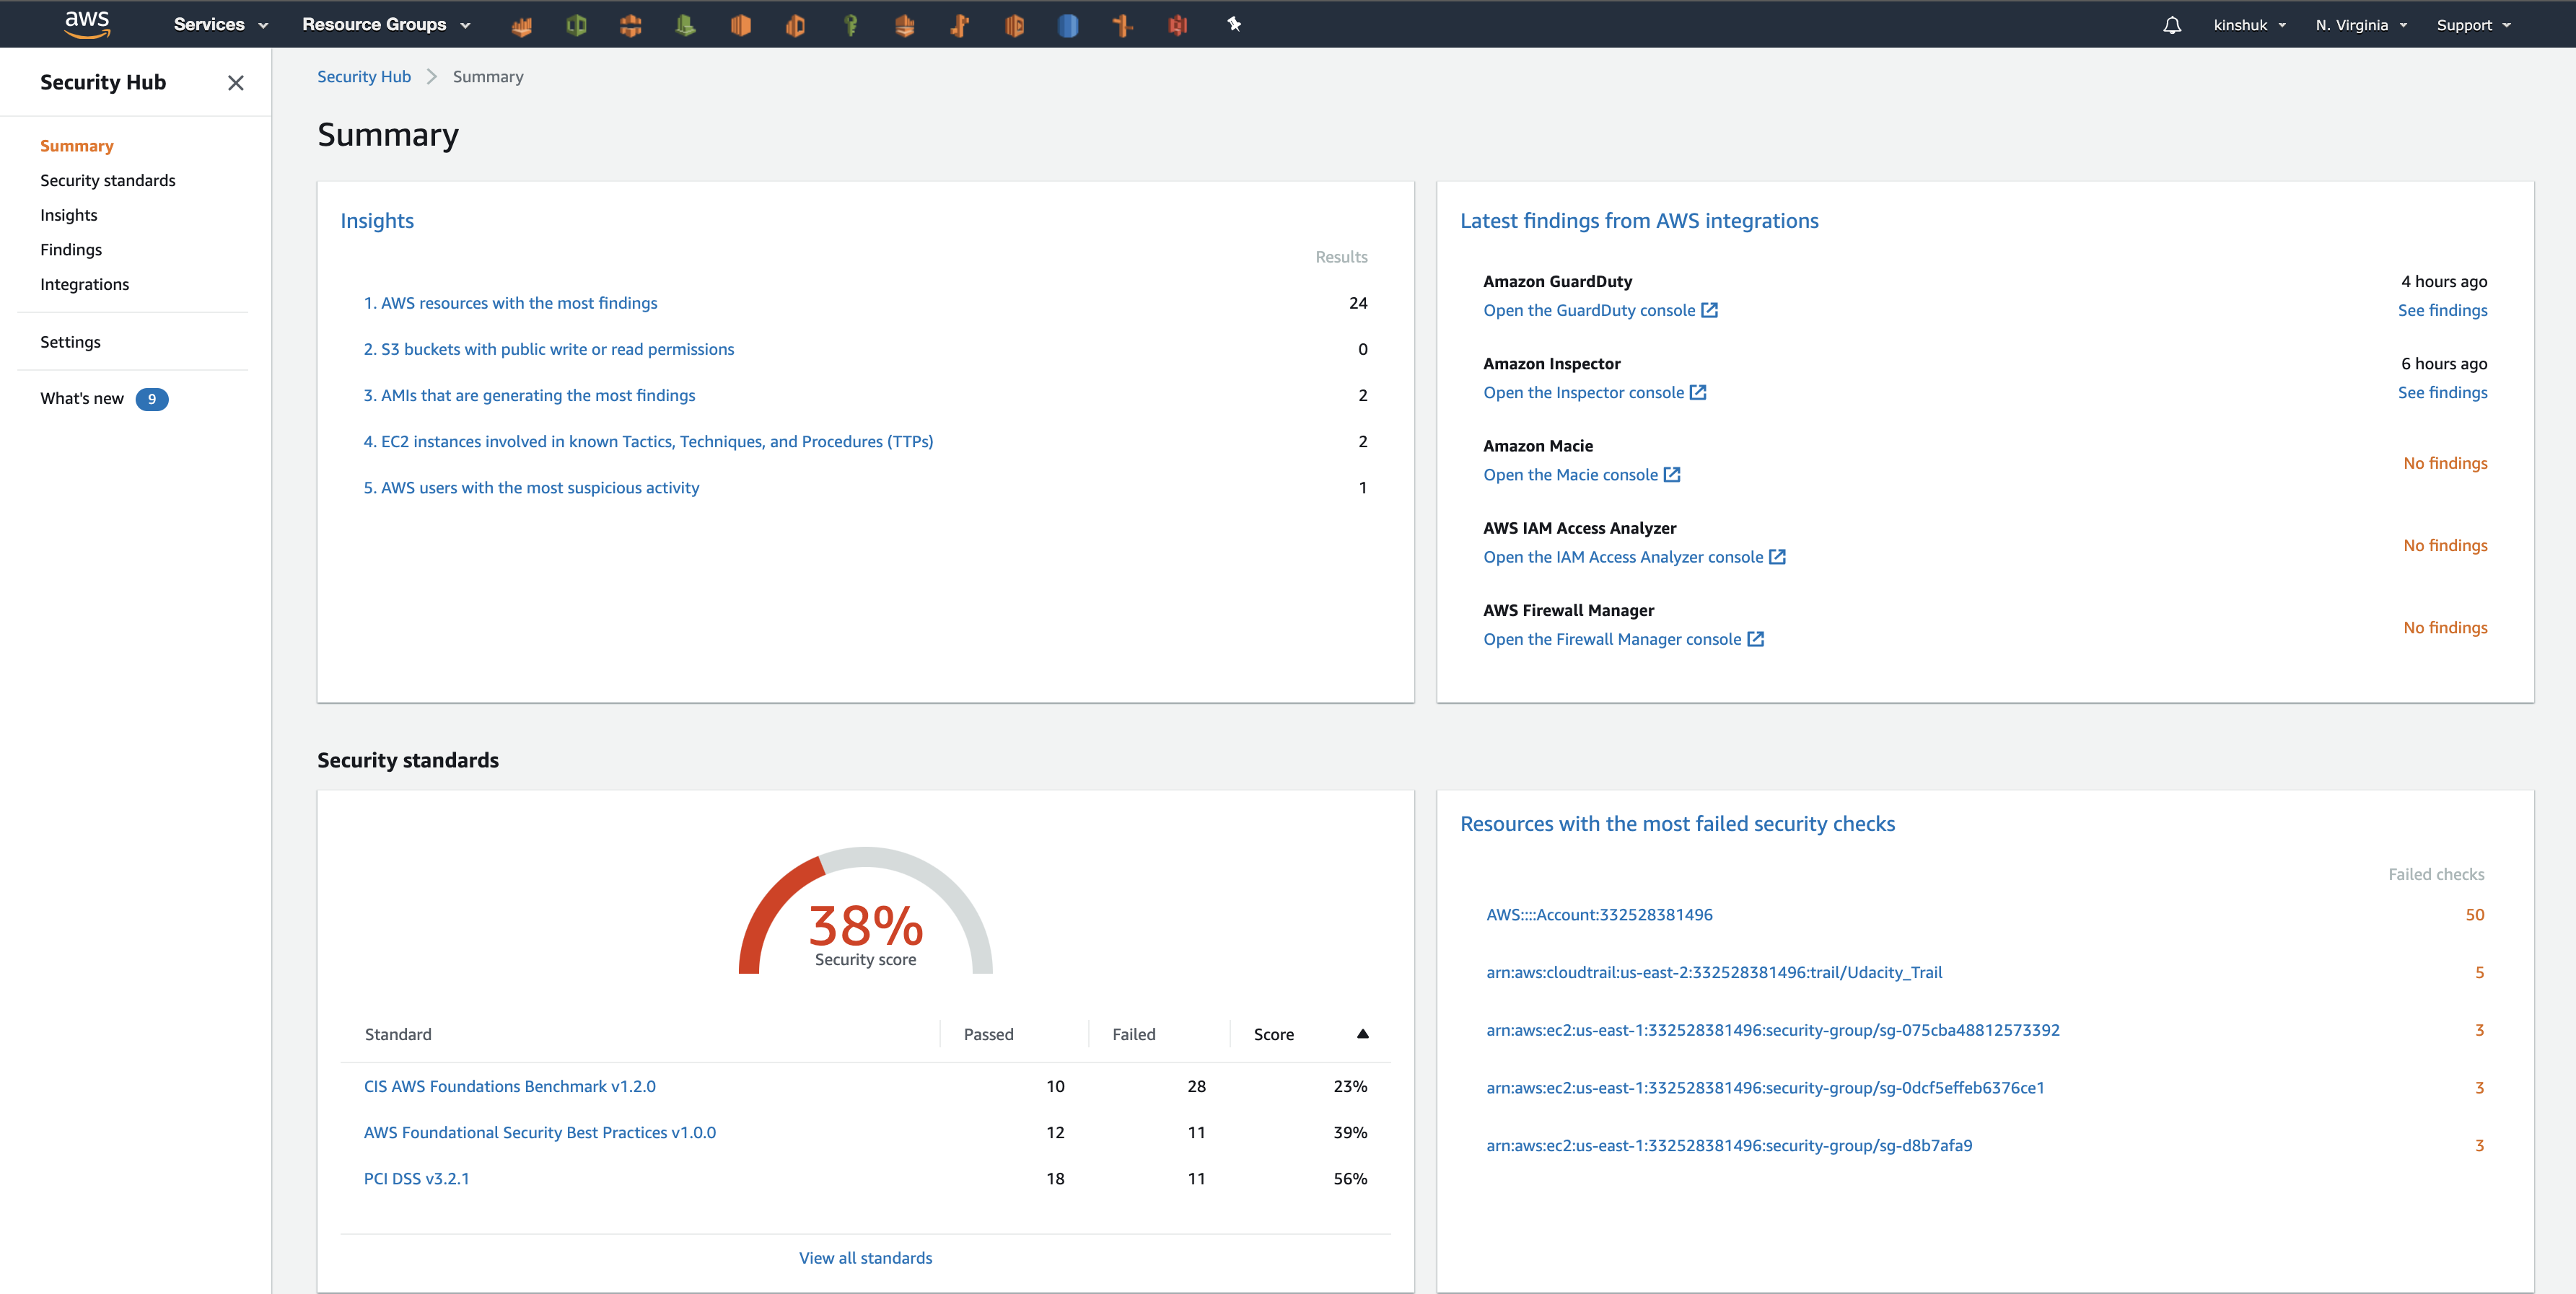 aws
Services
Resource Groups
kinshuk
N. Virginia
Support
Security Hub
Summary
Security standards
Insights
Findings
Integrations
Settings
What's new 9
Security Hub
Summary
Summary
Insights
Results
1. AWS resources with the most findings 24
2. S3 buckets with public write or read permissions 0
3. AMIs that are generating the most findings 2
4. EC2 instances involved in known Tactics, Techniques, and Procedures (TTPs) 2
5. AWS users with the most suspicious activity 1
Latest findings from AWS integrations
Amazon GuardDuty 4 hours ago
Open the GuardDuty console See findings
Amazon Inspector 6 hours ago
Open the Inspector console See findings
Amazon Macie
Open the Macie console
No findings
AWS IAM Access Analyzer
Open the IAM Access Analyzer console
No findings
AWS Firewall Manager
Open the Firewall Manager console
No findings
Security standards
38%
Security score
Standard Passed Failed Score
CIS AWS Foundations Benchmark v1.2.0 10 28 23%
AWS Foundational Security Best Practices v1.0.0 12 11 39%
PCI DSS v3.2.1 18 11 56%
View all standards
Resources with the most failed security checks
Failed checks
AWS::::Account:332528381496 50
arn:aws:cloudtrail:us-east-2:332528381496:trail/Udacity_Trail 5
arn:aws:ec2:us-east-1:332528381496:security-group/sg-075cba48812573392 3
arn:aws:ec2:us-east-1:332528381496:security-group/sg-0dcf5effeb6376ce1 3
arn:aws:ec2:us-east-1:332528381496:security-group/sg-d8b7afa9 3